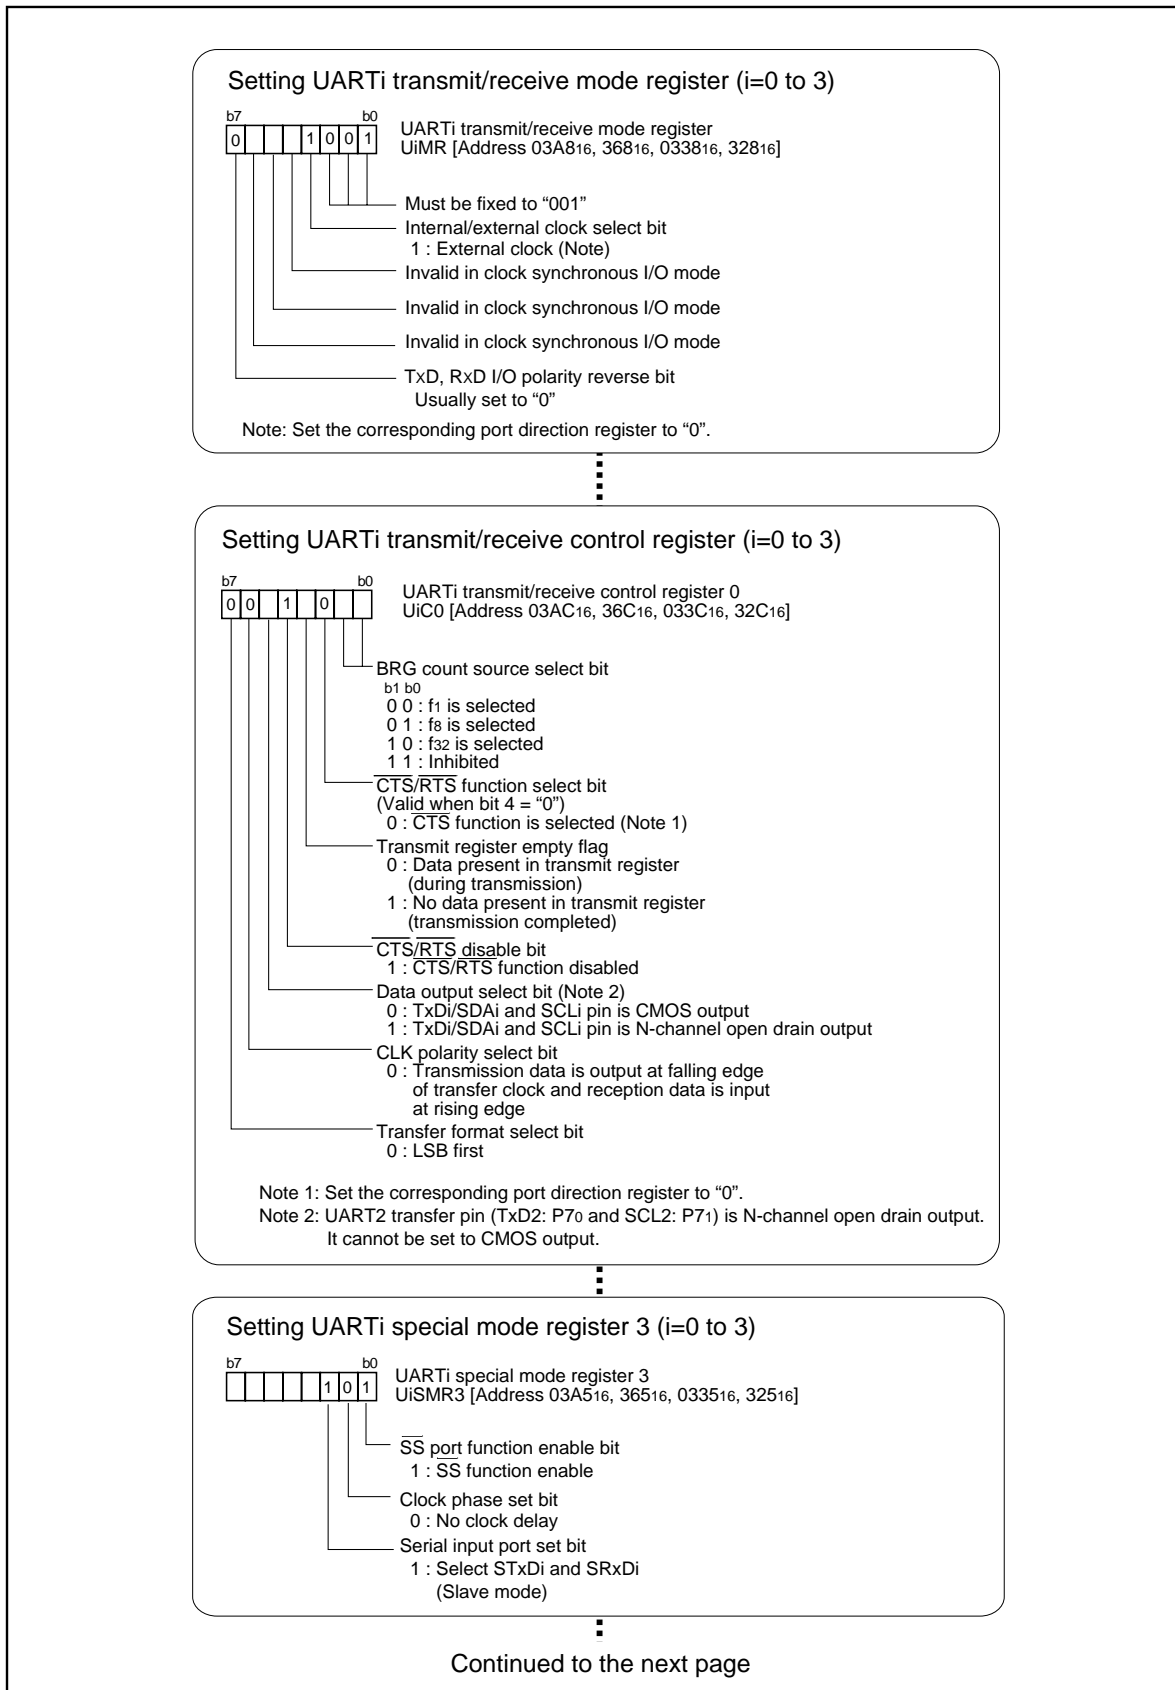 Setting UARTi transmit/receive mode register (i=0 to 3)
b7 b0
0 1 0 0 1
UARTi transmit/receive mode register
UiMR [Address 03A816, 36816, 033816, 32816]
Must be fixed to “001”
Internal/external clock select bit
1 : External clock (Note)
Invalid in clock synchronous I/O mode
Invalid in clock synchronous I/O mode
Invalid in clock synchronous I/O mode
TxD, RxD I/O polarity reverse bit
Usually set to “0”
Note: Set the corresponding port direction register to “0”.
Setting UARTi transmit/receive control register (i=0 to 3)
b7 b0
0 0 1 0
UARTi transmit/receive control register 0
UiC0 [Address 03AC16, 36C16, 033C16, 32C16]
BRG count source select bit
b1 b0
0 0 : f1 is selected
0 1 : f8 is selected
1 0 : f32 is selected
1 1 : Inhibited
CTS/RTS function select bit
(Valid when bit 4 = “0”)
0 : CTS function is selected (Note 1)
Transmit register empty flag
0 : Data present in transmit register
(during transmission)
1 : No data present in transmit register
(transmission completed)
CTS/RTS disable bit
1 : CTS/RTS function disabled
Data output select bit (Note 2)
0 : TxDi/SDAi and SCLi pin is CMOS output
1 : TxDi/SDAi and SCLi pin is N-channel open drain output
CLK polarity select bit
0 : Transmission data is output at falling edge
of transfer clock and reception data is input
at rising edge
Transfer format select bit
0 : LSB first
Note 1: Set the corresponding port direction register to “0”.
Note 2: UART2 transfer pin (TxD2: P70 and SCL2: P71) is N-channel open drain output.
It cannot be set to CMOS output.
Setting UARTi special mode register 3 (i=0 to 3)
b7 b0
1 0 1
UARTi special mode register 3
UiSMR3 [Address 03A516, 36516, 033516, 32516]
SS port function enable bit
1 : SS function enable
Clock phase set bit
0 : No clock delay
Serial input port set bit
1 : Select STxDi and SRxDi
(Slave mode)
Continued to the next page